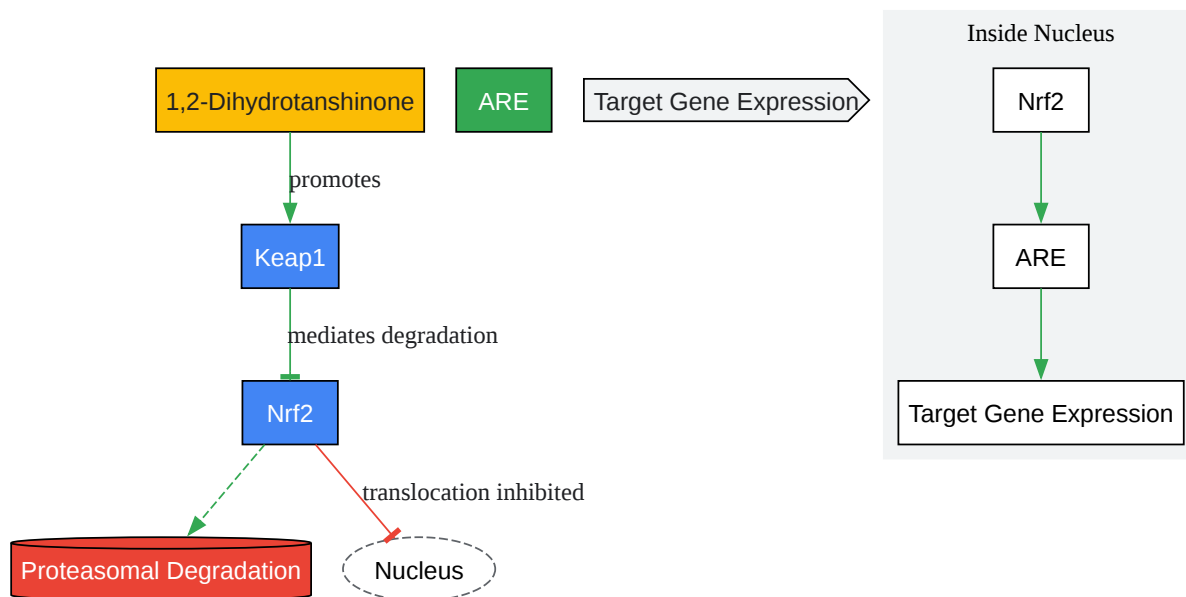 Inside Nucleus
1,2-Dihydrotanshinone
ARE
Target Gene Expression
Nrf2
promotes
Keap1
ARE
mediates degradation
Nrf2
Target Gene Expression
translocation inhibited
Proteasomal Degradation
Nucleus